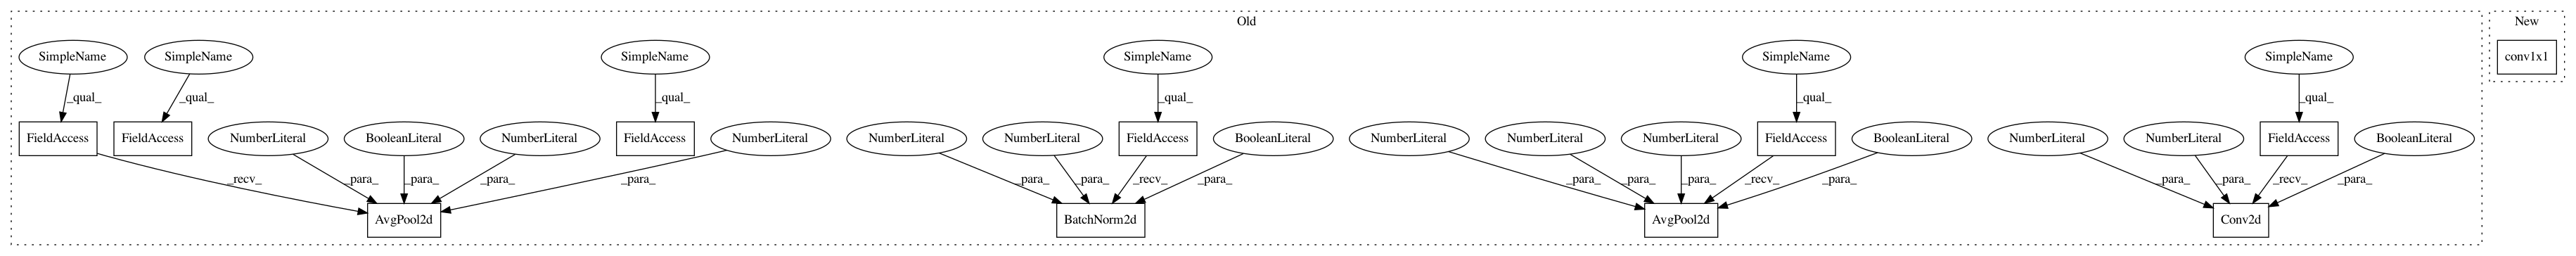 Old
New
SimpleName
SimpleName
SimpleName
SimpleName
SimpleName
SimpleName
conv1x1
_qual_
_qual_
_qual_
_qual_
_qual_
_qual_
FieldAccess
FieldAccess
NumberLiteral
BooleanLiteral
NumberLiteral
FieldAccess
NumberLiteral
NumberLiteral
NumberLiteral
FieldAccess
BooleanLiteral
NumberLiteral
NumberLiteral
NumberLiteral
FieldAccess
BooleanLiteral
NumberLiteral
NumberLiteral
FieldAccess
BooleanLiteral
_recv_
_para_
_para_
_para_
_para_
_para_
_para_
_recv_
_para_
_para_
_para_
_para_
_recv_
_para_
_para_
_para_
_recv_
_para_
AvgPool2d
BatchNorm2d
AvgPool2d
Conv2d